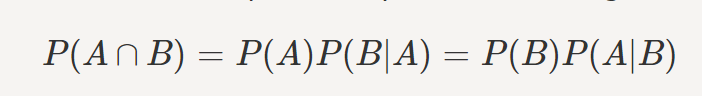 P(A ∩ B) = P(A)P(B|A) = P(B)P(A|B)